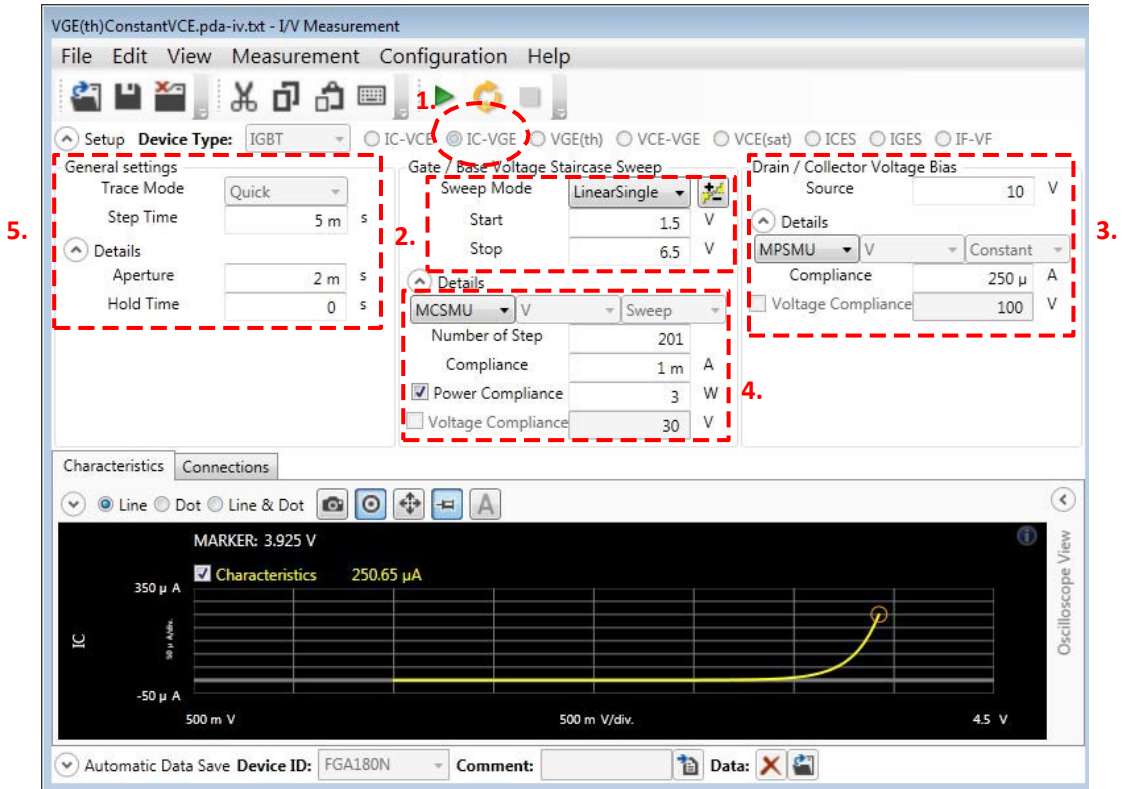 VGE(th)ConstantVCE.pda-iv.txt - I/V Measurement
File Edit View Measurement Configuration Help
1.
Setup Device Type: IGBT IC-VCE IC-VGE VGE(th) VCE-VGE VCE(sat) ICES IGES IF-VF
General settings
Trace Mode Quick
Step Time 5 m s
Details
Aperture 2 m s
Hold Time 0 s
5.
Gate / Base Voltage Staircase Sweep
Sweep Mode LinearSingle
Start 1.5 V
Stop 6.5 V
2.
Details
MCSMU V Sweep
Number of Step 201
Compliance 1 m A
Power Compliance 3 W
Voltage Compliance 30 V
4.
Drain / Collector Voltage Bias
Source 10 V
Details
MPSMU V Constant
Compliance 250 µ A
Voltage Compliance 100 V
3.
Characteristics Connections
Line Dot Line & Dot A
MARKER: 3.925 V
Characteristics 250.65 µA
350 µ A
IC
50 µ A/div.
-50 µ A
500 m V 500 m V/div. 4.5 V
Oscilloscope View
Automatic Data Save Device ID: FGA180N Comment: Data: